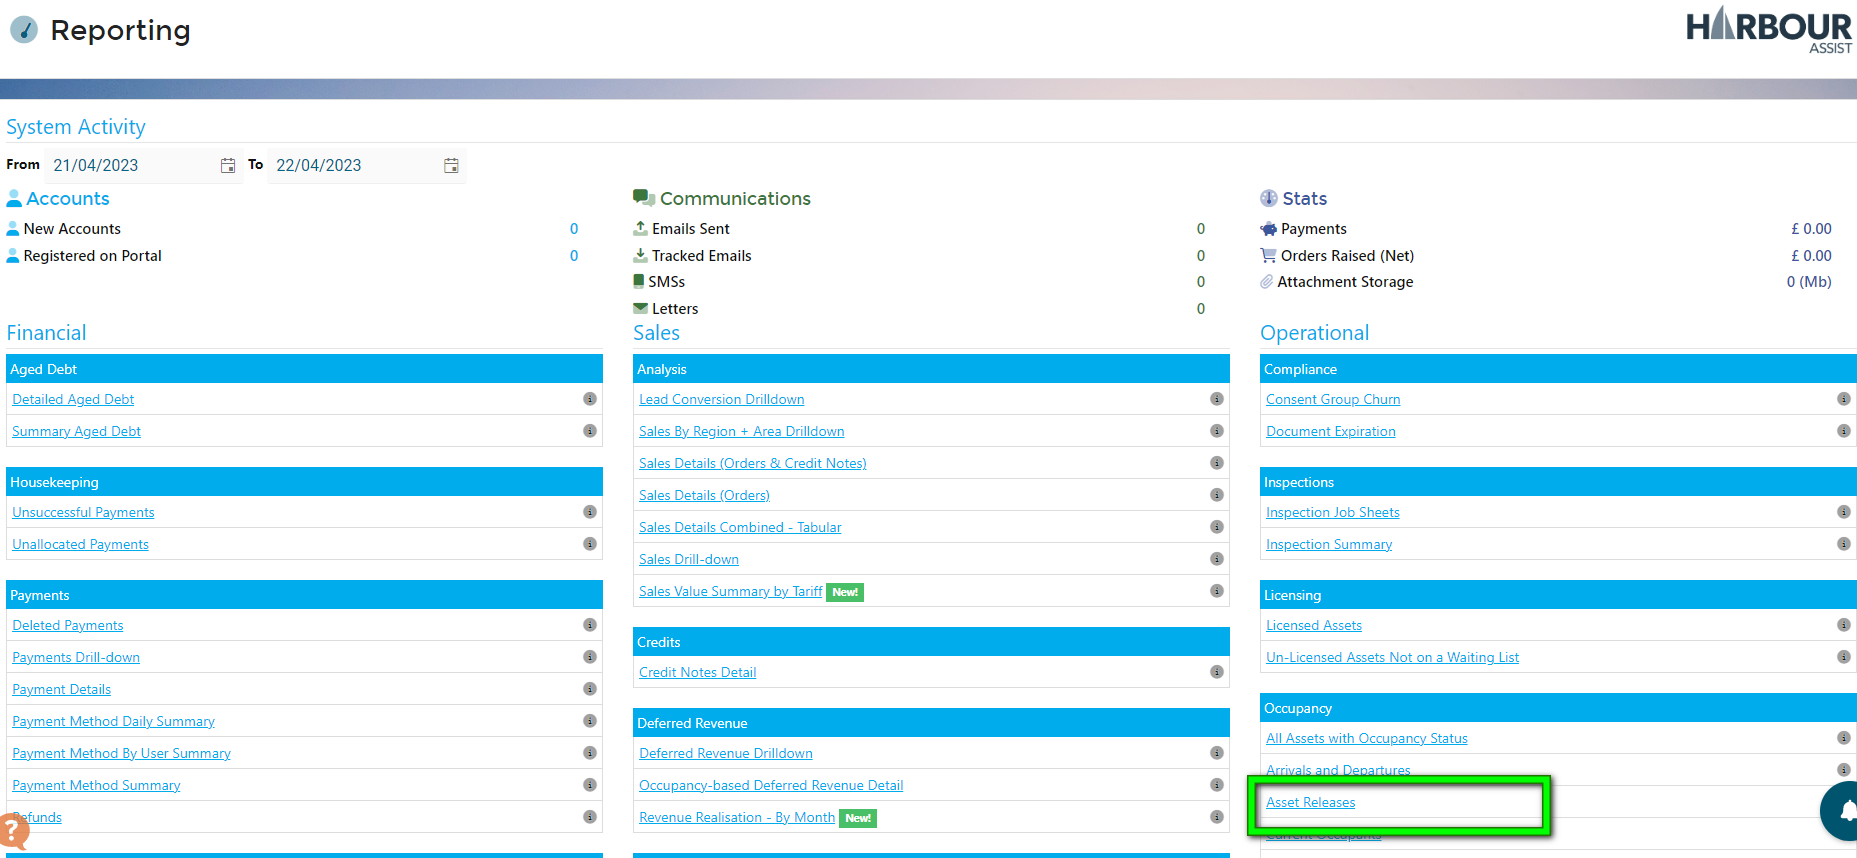 Reporting
HARBOUR
ASSIST
System Activity
From 21/04/2023 To 22/04/2023
Accounts
New Accounts 0
Registered on Portal 0
Communications
Emails Sent 0
Tracked Emails 0
SMSs 0
Letters 0
Stats
Payments £ 0.00
Orders Raised (Net) £ 0.00
Attachment Storage 0 (Mb)
Financial
Aged Debt
Detailed Aged Debt
Summary Aged Debt
Housekeeping
Unsuccessful Payments
Unallocated Payments
Payments
Deleted Payments
Payments Drill-down
Payment Details
Payment Method Daily Summary
Payment Method By User Summary
Payment Method Summary
Refunds
?
Sales
Analysis
Lead Conversion Drilldown
Sales By Region + Area Drilldown
Sales Details (Orders & Credit Notes)
Sales Details (Orders)
Sales Details Combined - Tabular
Sales Drill-down
Sales Value Summary by Tariff New!
Credits
Credit Notes Detail
Deferred Revenue
Deferred Revenue Drilldown
Occupancy-based Deferred Revenue Detail
Revenue Realisation - By Month New!
Operational
Compliance
Consent Group Churn
Document Expiration
Inspections
Inspection Job Sheets
Inspection Summary
Licensing
Licensed Assets
Un-Licensed Assets Not on a Waiting List
Occupancy
All Assets with Occupancy Status
Arrivals and Departures
Asset Releases
Current Occupants